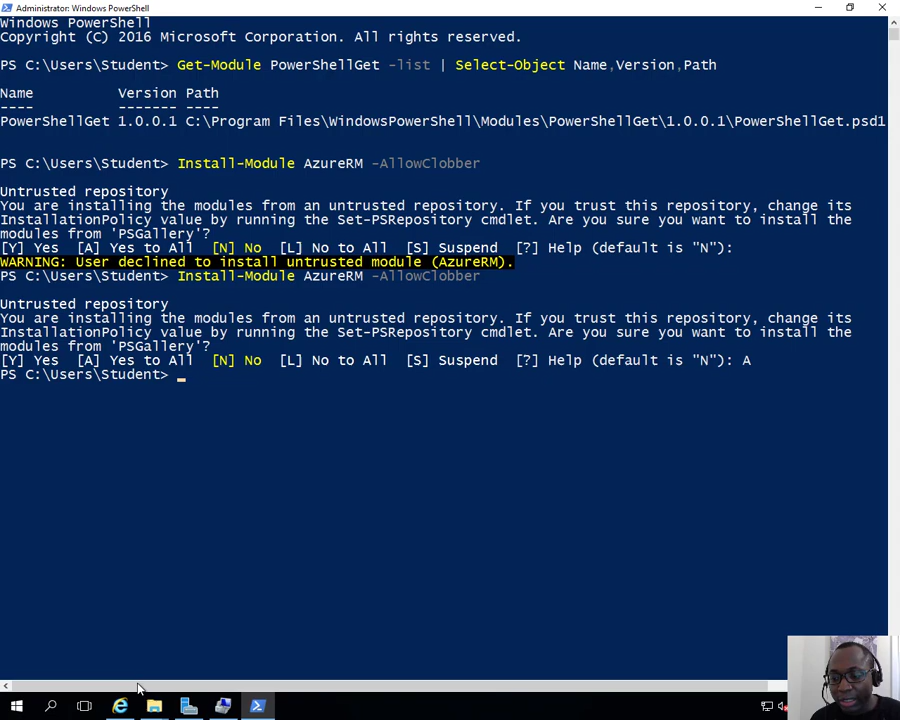 Administrator: Windows PowerShell
Windows PowerShell
Copyright (C) 2016 Microsoft Corporation. All rights reserved.
PS C:\Users\Student> Get-Module PowerShellGet -list | Select-Object Name,Version,Path
Name Version Path
---- ------- ----
PowerShellGet 1.0.0.1 C:\Program Files\WindowsPowerShell\Modules\PowerShellGet\1.0.0.1\PowerShellGet.psd1
PS C:\Users\Student> Install-Module AzureRM -AllowClobber
Untrusted repository
You are installing the modules from an untrusted repository. If you trust this repository, change its
InstallationPolicy value by running the Set-PSRepository cmdlet. Are you sure you want to install the
modules from 'PSGallery'?
[Y] Yes [A] Yes to All [N] No [L] No to All [S] Suspend [?] Help (default is "N"):
WARNING: User declined to install untrusted module (AzureRM).
PS C:\Users\Student> Install-Module AzureRM -AllowClobber
Untrusted repository
You are installing the modules from an untrusted repository. If you trust this repository, change its
InstallationPolicy value by running the Set-PSRepository cmdlet. Are you sure you want to install the
modules from 'PSGallery'?
[Y] Yes [A] Yes to All [N] No [L] No to All [S] Suspend [?] Help (default is "N"): A
PS C:\Users\Student>